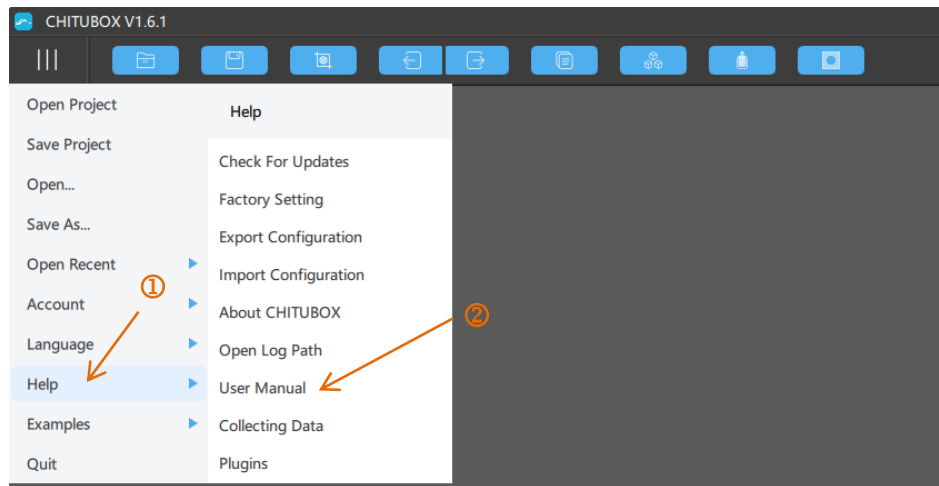 CHITUBOX V1.6.1
Open Project
Save Project
Open...
Save As...
Open Recent
Account
Language
Help
Examples
Quit
Help
Check For Updates
Factory Setting
Export Configuration
Import Configuration
About CHITUBOX
Open Log Path
User Manual
Collecting Data
Plugins
①
②